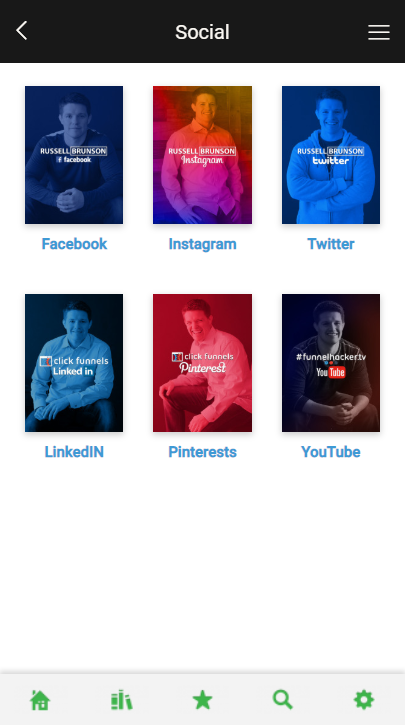 Social
RUSSELL BRUNSON
facebook
RUSSELL BRUNSON
Instagram
RUSSELL BRUNSON
twitter
Facebook
Instagram
Twitter
click funnels
Linked in
click funnels
Pinterest
#funnelhacker.tv
YouTube
LinkedIN
Pinterests
YouTube